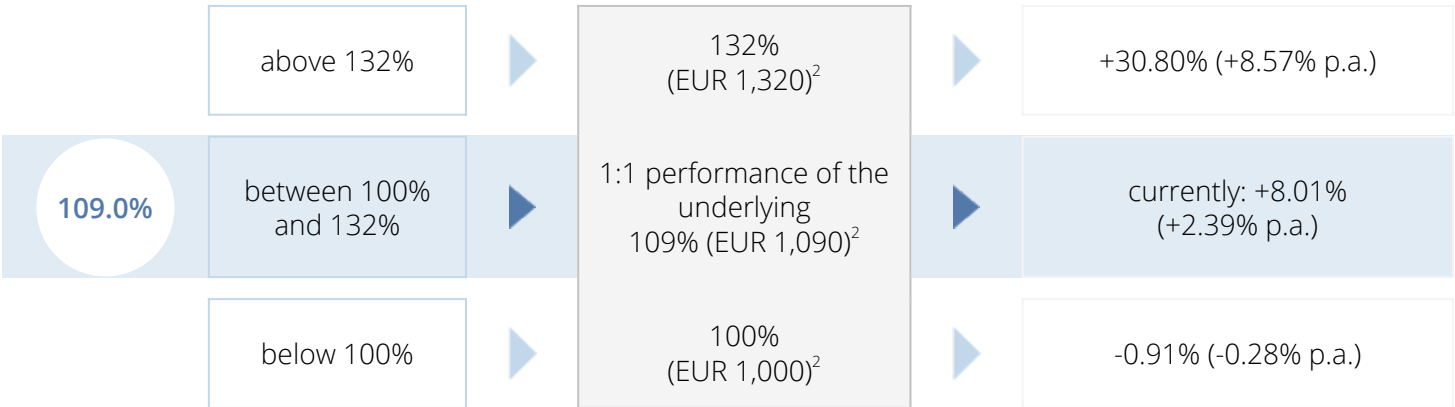 above 132%
132%
(EUR 1,320)²
+30.80% (+8.57% p.a.)
109.0%
between 100%
and 132%
1:1 performance of the
underlying
109% (EUR 1,090)²
currently: +8.01%
(+2.39% p.a.)
below 100%
100%
(EUR 1,000)²
-0.91% (-0.28% p.a.)